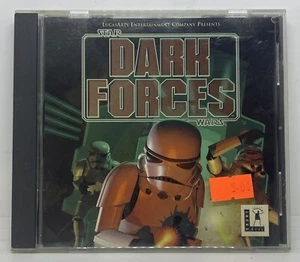 LUCASARTS ENTERTAINMENT COMPANY PRESENTS
STAR
DARK
FORCES
WARS